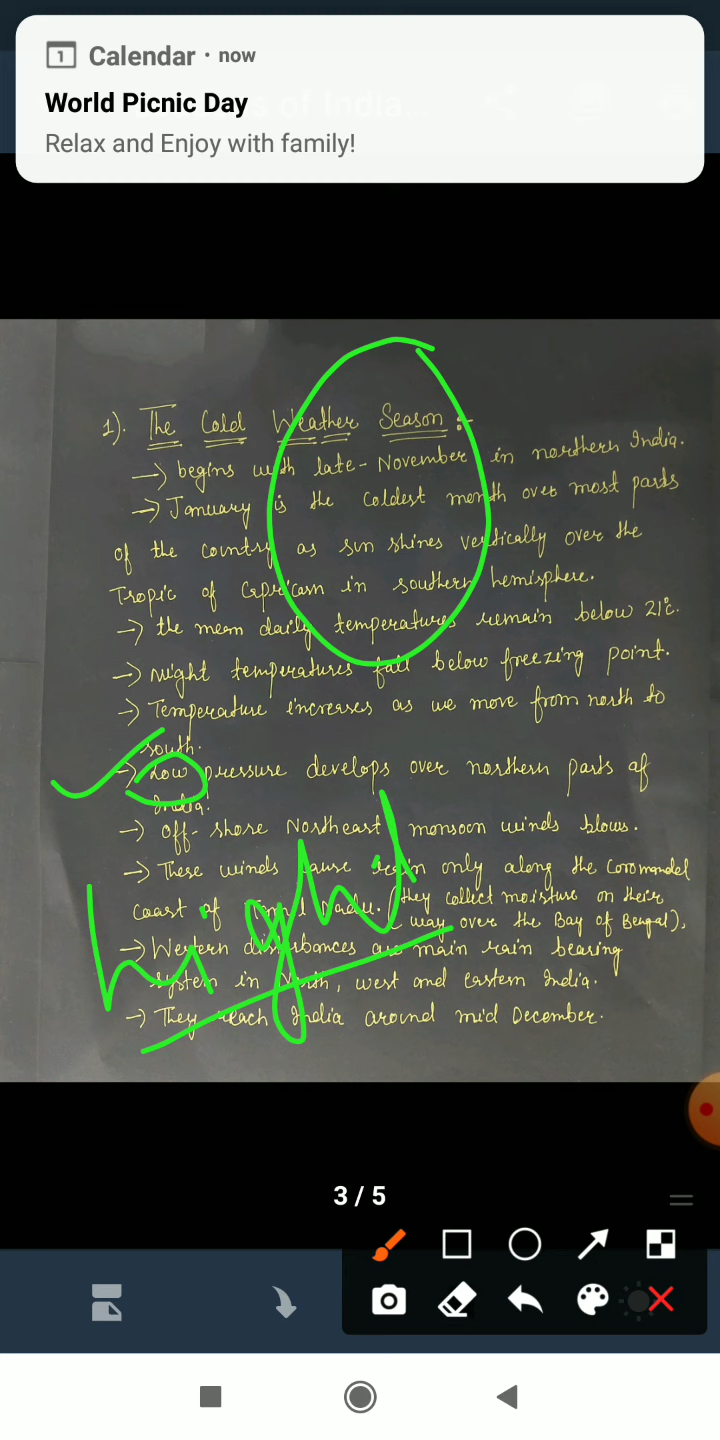 Calendar · now
World Picnic Day
Relax and Enjoy with family!
of India...
1). The Cold Weather Season :-
→ begins with late-November in northern India.
→ January is the coldest month over most parts
of the country as sun shines vertically over the
Tropic of Capricorn in southern hemisphere.
→ the mean daily temperatures remain below 21°c.
→ night temperatures fall below freezing point.
→ Temperature increases as we move from north to
south.
→ Low pressure develops over northern parts of
India.
→ Off-shore Northeast monsoon winds blows.
→ These winds cause rain only along the Coromandel
Coast of Tamil Nadu. (they collect moisture on their
way over the Bay of Bengal).
high
→ Western disturbances are main rain bearing
system in North, west and Eastern India.
→ They reach India around mid December.
3 / 5